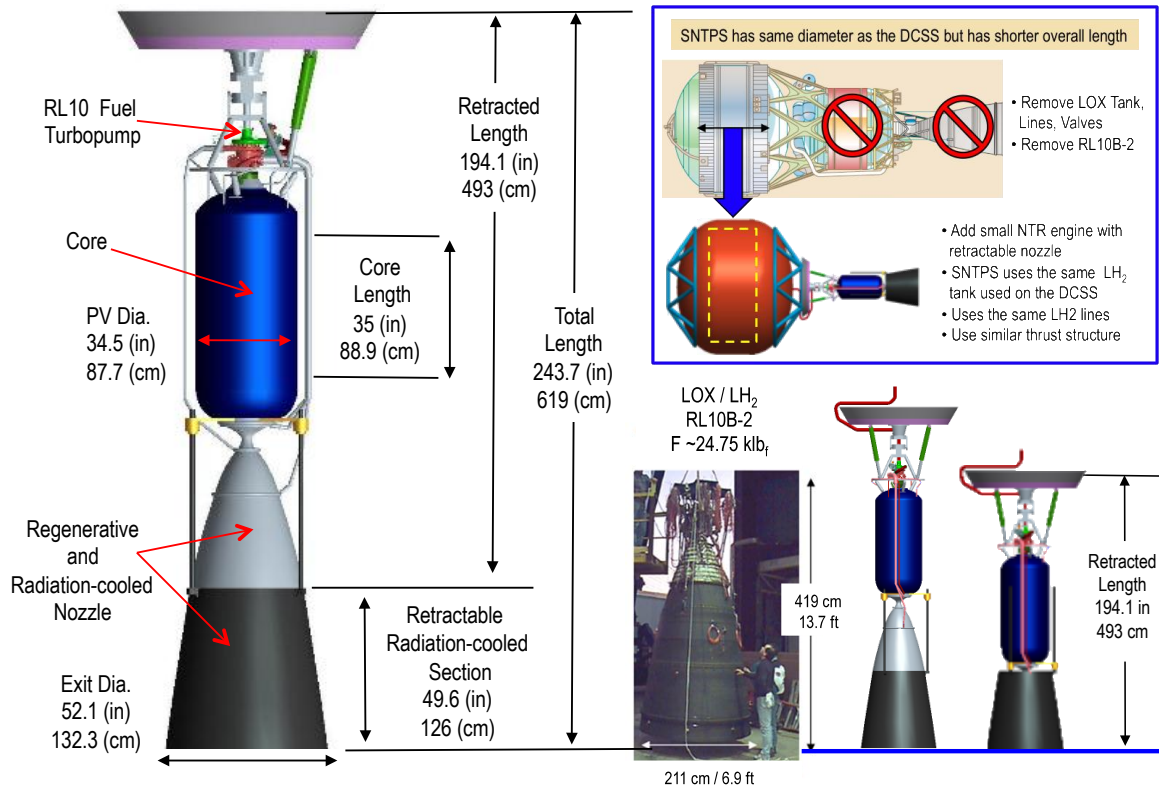 RL10 Fuel
Turbopump
Core
PV Dia.
34.5 (in)
87.7 (cm)
Regenerative
and
Radiation-cooled
Nozzle
Exit Dia.
52.1 (in)
132.3 (cm)
Retracted
Length
194.1 (in)
493 (cm)
Core
Length
35 (in)
88.9 (cm)
Total
Length
243.7 (in)
619 (cm)
Retractable
Radiation-cooled
Section
49.6 (in)
126 (cm)
SNTPS has same diameter as the DCSS but has shorter overall length
• Remove LOX Tank,
Lines, Valves
• Remove RL10B-2
• Add small NTR engine with
retractable nozzle
• SNTPS uses the same LH₂
tank used on the DCSS
• Uses the same LH2 lines
• Use similar thrust structure
LOX / LH₂
RL10B-2
F ~24.75 klb_f
419 cm
13.7 ft
211 cm / 6.9 ft
Retracted
Length
194.1 in
493 cm